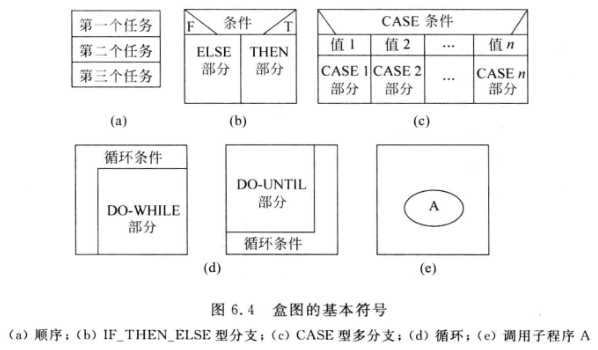 第一个任务
第二个任务
第三个任务
(a)
F 条件 T
ELSE 部分
THEN 部分
(b)
CASE 条件
值 1 值 2 … 值 n
CASE 1 部分
CASE 2 部分
…
CASE n 部分
(c)
循环条件
DO-WHILE
部分
DO-UNTIL
部分
循环条件
(d)
A
(e)
图 6.4 盒图的基本符号
(a) 顺序；(b) IF_THEN_ELSE 型分支；(c) CASE 型多分支；(d) 循环；(e) 调用子程序 A